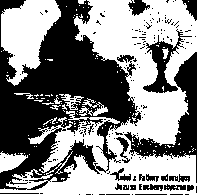 Anioł z Fatimy adorujący
Jezusa Eucharystycznego